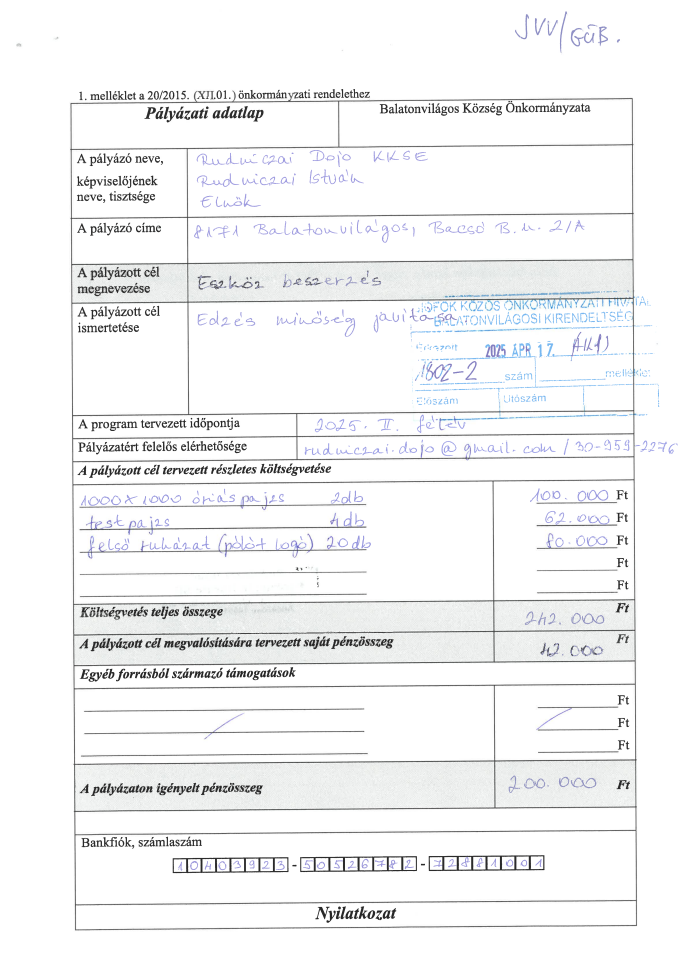 JVV/GÜB.
1. melléklet a 20/2015. (XII.01.) önkormányzati rendelethez
Pályázati adatlap
Balatonvilágos Község Önkormányzata
A pályázó neve,
Rudniczai Dojo KKSE
képviselőjének
Rudniczai István
neve, tisztsége
Elnök
A pályázó címe
8171 Balatonvilágos, Bacsó B. u. 2/A
A pályázott cél
megnevezése
Eszköz beszerzés
A pályázott cél
ismertetése
Edzés minőség javítása
SIÓFOK KÖZÖS ÖNKORMÁNYZATI HIVATAL
BALATONVILÁGOSI KIRENDELTSÉG
Érkezett
2025 ÁPR 17.
1802-2 szám
melléklet
Előszám
Utószám
A program tervezett időpontja
2025. II. félév
Pályázatért felelős elérhetősége
rudniczai.dojo@gmail.com / 30-959-2276
A pályázott cél tervezett részletes költségvetése
1000x1000 óriás pajzs 2db 100.000 Ft
test pajzs 4db 62.000 Ft
felső ruházat (póló+logó) 20db 80.000 Ft
Ft
Ft
Költségvetés teljes összege 242.000 Ft
A pályázott cél megvalósítására tervezett saját pénzösszeg 42.000 Ft
Egyéb forrásból származó támogatások
Ft
Ft
Ft
A pályázaton igényelt pénzösszeg 200.000 Ft
Bankfiók, számlaszám
10403923-50526782-72881001
Nyilatkozat